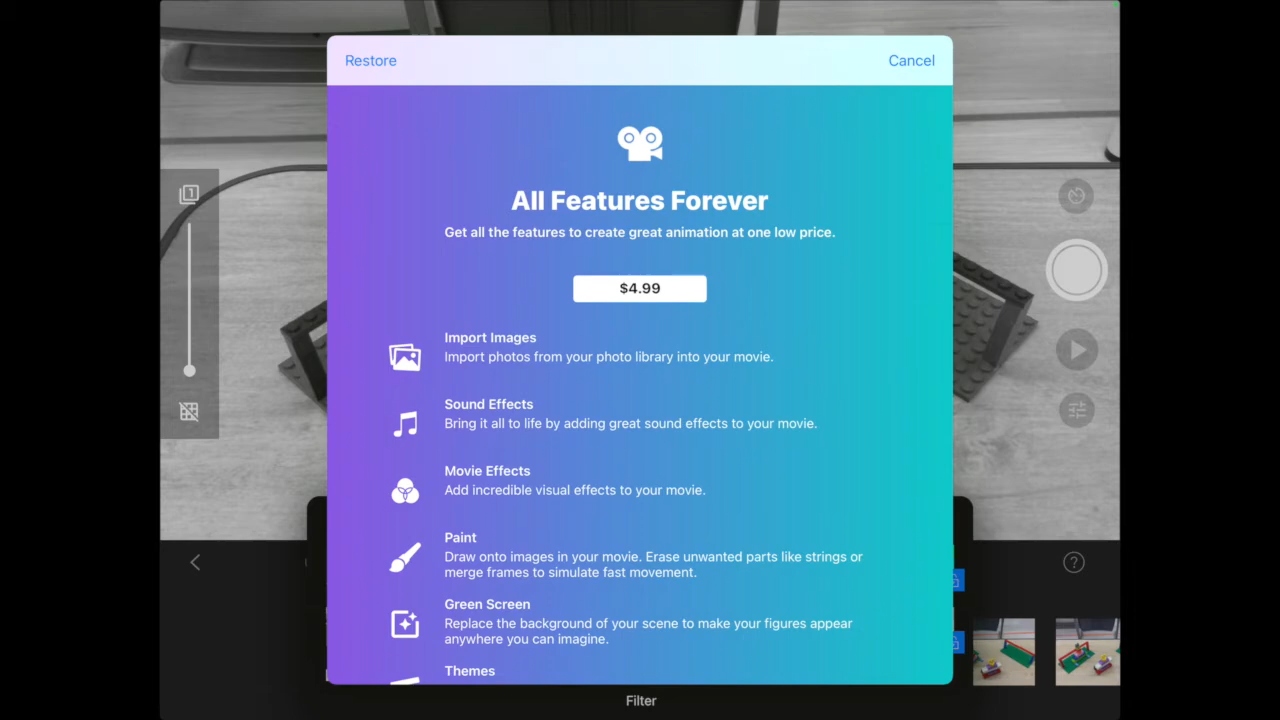 Restore
Cancel
All Features Forever
Get all the features to create great animation at one low price.
$4.99
Import Images
Import photos from your photo library into your movie.
Sound Effects
Bring it all to life by adding great sound effects to your movie.
Movie Effects
Add incredible visual effects to your movie.
Paint
Draw onto images in your movie. Erase unwanted parts like strings or
merge frames to simulate fast movement.
Green Screen
Replace the background of your scene to make your figures appear
anywhere you can imagine.
Themes
Filter
1
?